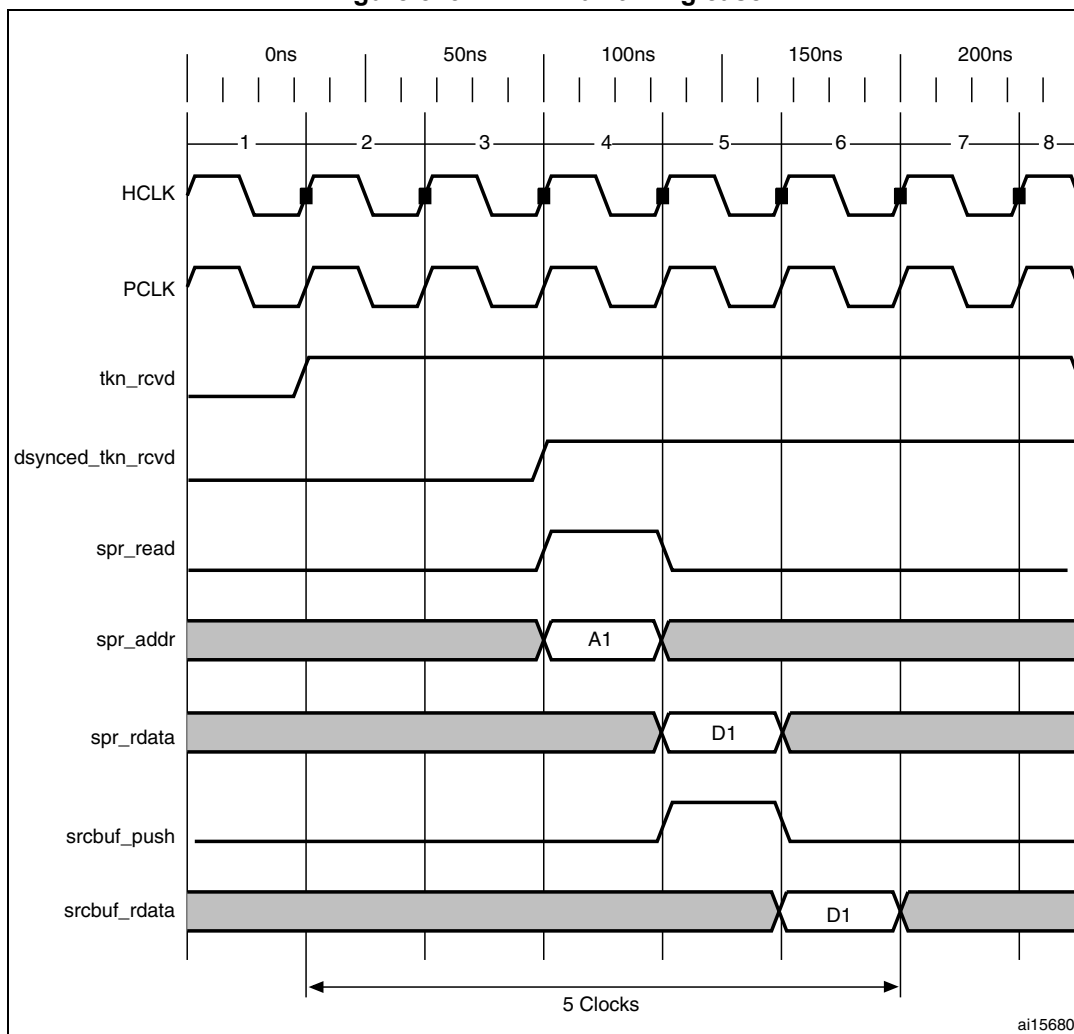 0ns 50ns 100ns 150ns 200ns
1 2 3 4 5 6 7 8
HCLK
PCLK
tkn_rcvd
dsynced_tkn_rcvd
spr_read
spr_addr A1
spr_rdata D1
srcbuf_push
srcbuf_rdata D1
5 Clocks
ai15680